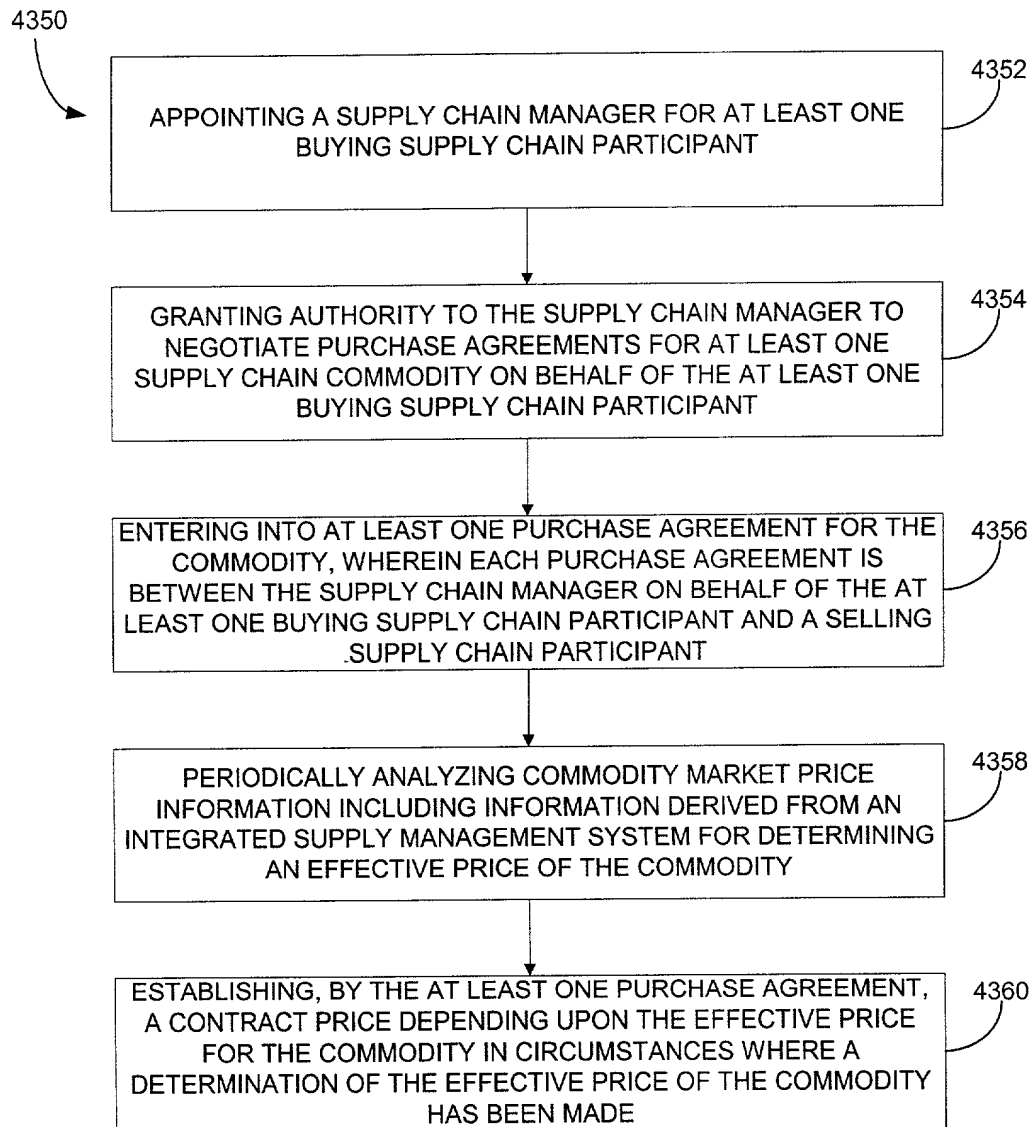 4350
4352
APPOINTING A SUPPLY CHAIN MANAGER FOR AT LEAST ONE
BUYING SUPPLY CHAIN PARTICIPANT
4354
GRANTING AUTHORITY TO THE SUPPLY CHAIN MANAGER TO
NEGOTIATE PURCHASE AGREEMENTS FOR AT LEAST ONE
SUPPLY CHAIN COMMODITY ON BEHALF OF THE AT LEAST ONE
BUYING SUPPLY CHAIN PARTICIPANT
4356
ENTERING INTO AT LEAST ONE PURCHASE AGREEMENT FOR THE
COMMODITY, WHEREIN EACH PURCHASE AGREEMENT IS
BETWEEN THE SUPPLY CHAIN MANAGER ON BEHALF OF THE AT
LEAST ONE BUYING SUPPLY CHAIN PARTICIPANT AND A SELLING
SUPPLY CHAIN PARTICIPANT
4358
PERIODICALLY ANALYZING COMMODITY MARKET PRICE
INFORMATION INCLUDING INFORMATION DERIVED FROM AN
INTEGRATED SUPPLY MANAGEMENT SYSTEM FOR DETERMINING
AN EFFECTIVE PRICE OF THE COMMODITY
4360
ESTABLISHING, BY THE AT LEAST ONE PURCHASE AGREEMENT,
A CONTRACT PRICE DEPENDING UPON THE EFFECTIVE PRICE
FOR THE COMMODITY IN CIRCUMSTANCES WHERE A
DETERMINATION OF THE EFFECTIVE PRICE OF THE COMMODITY
HAS BEEN MADE